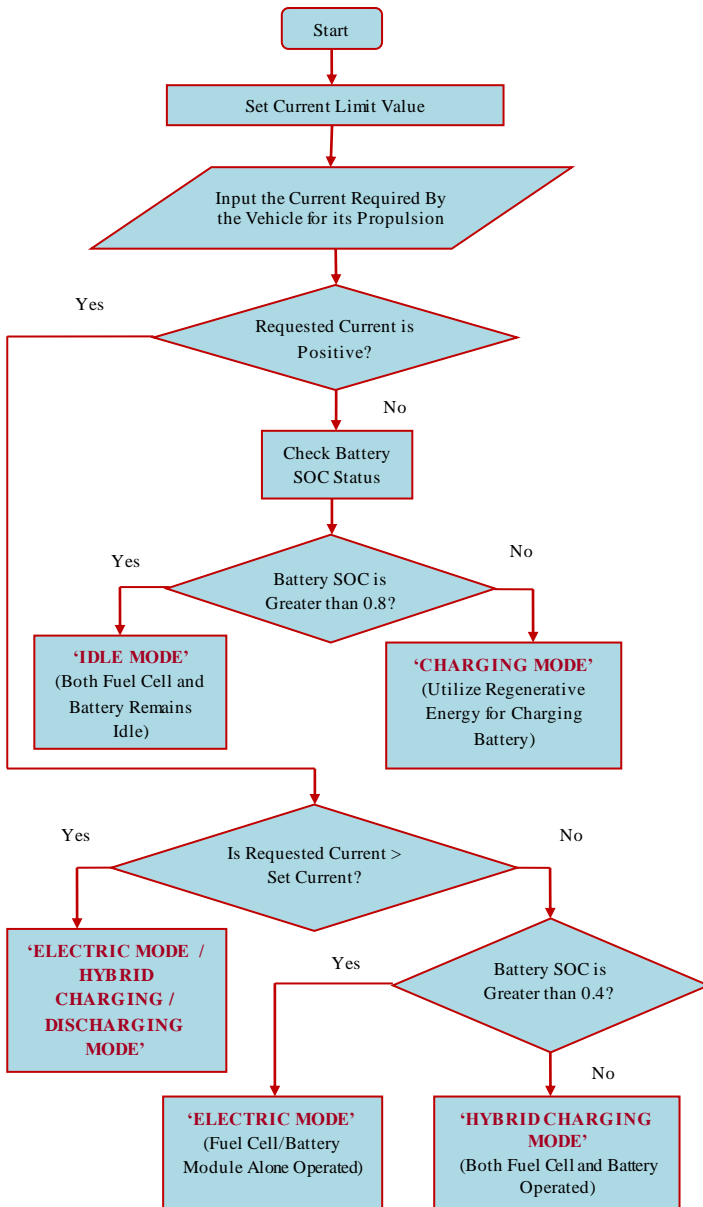 Start
Set Current Limit Value
Input the Current Required By
the Vehicle for its Propulsion
Yes
Requested Current is
Positive?
No
Check Battery
SOC Status
Yes
No
Battery SOC is
Greater than 0.8?
‘IDLE MODE’
(Both Fuel Cell and
Battery Remains
Idle)
‘CHARGING MODE’
(Utilize Regenerative
Energy for Charging
Battery)
Yes
No
Is Requested Current >
Set Current?
‘ELECTRIC MODE /
HYBRID
CHARGING /
DISCHARGING
MODE’
Yes
Battery SOC is
Greater than 0.4?
No
‘ELECTRIC MODE’
(Fuel Cell/Battery
Module Alone Operated)
‘HYBRID CHARGING
MODE’
(Both Fuel Cell and Battery
Operated)